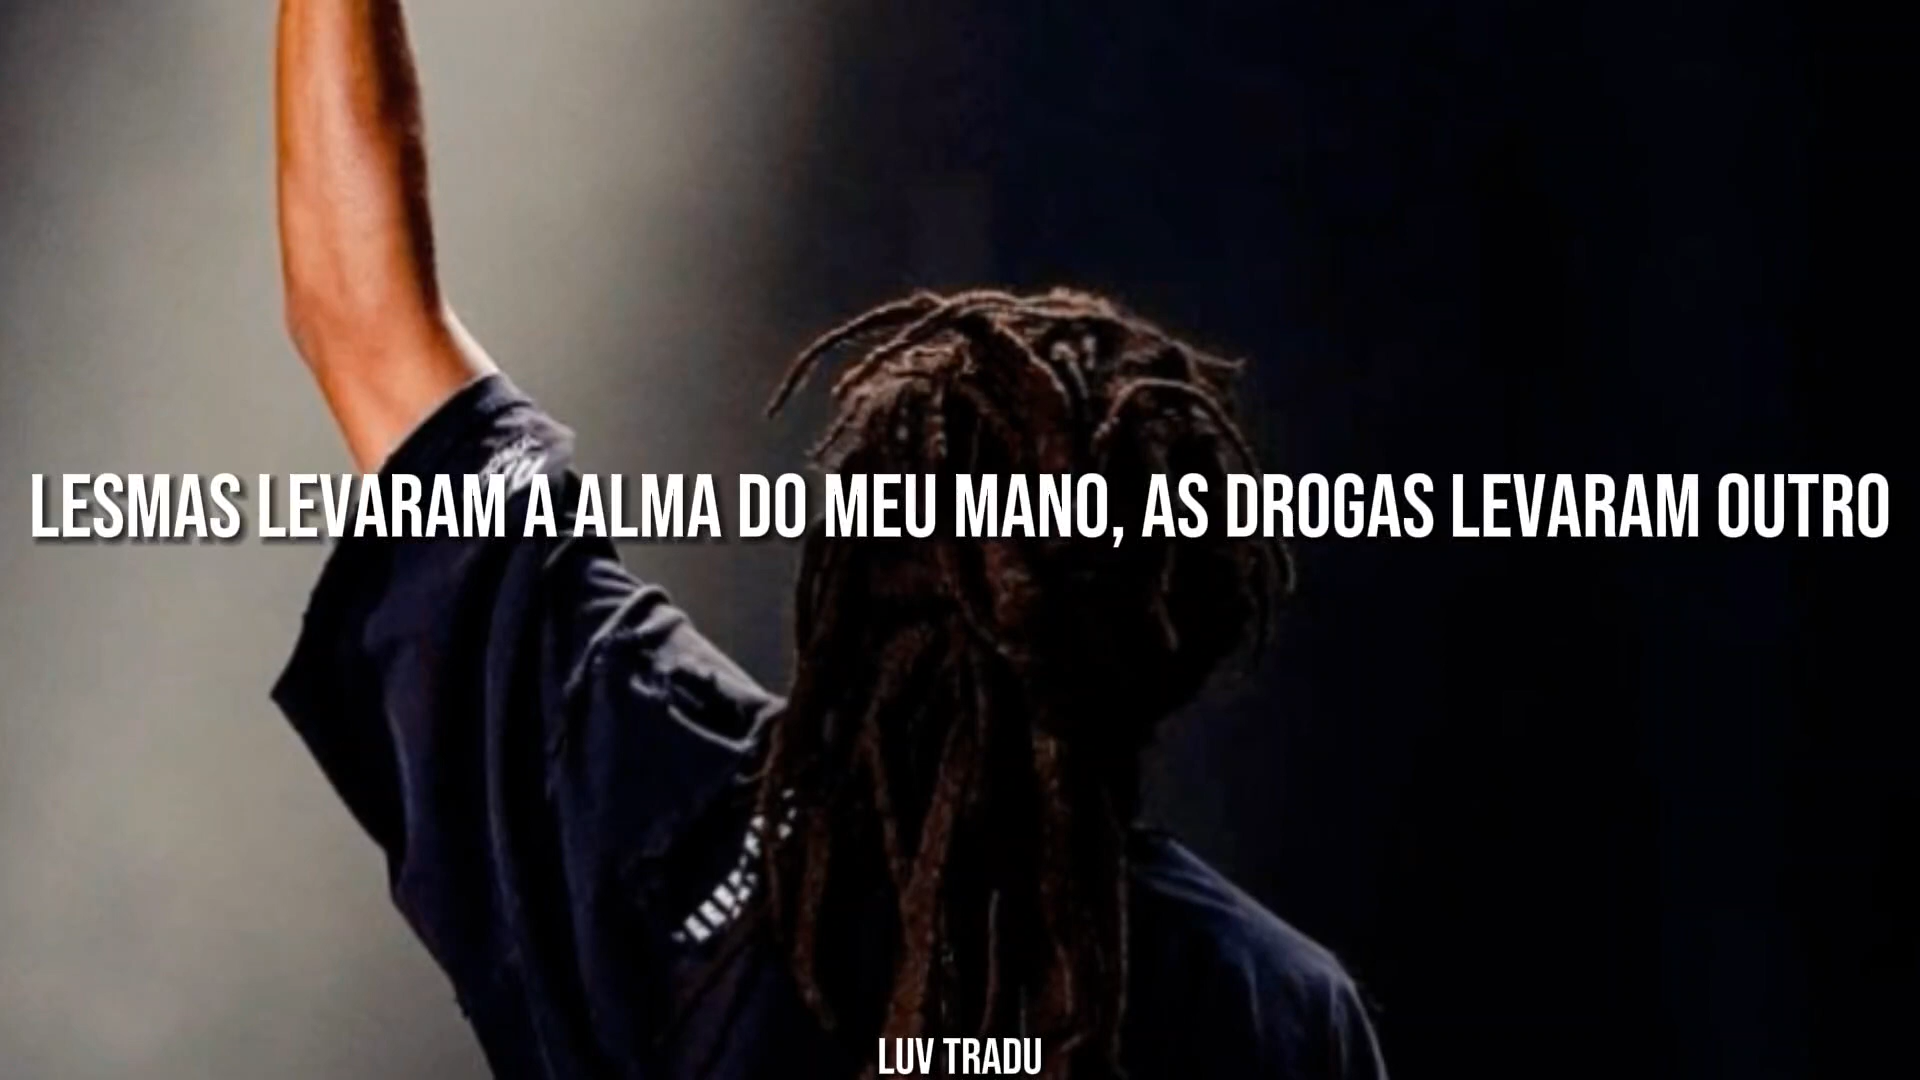 LESMAS LEVARAM A ALMA DO MEU MANO, AS DROGAS LEVARAM OUTRO
LUV TRADU